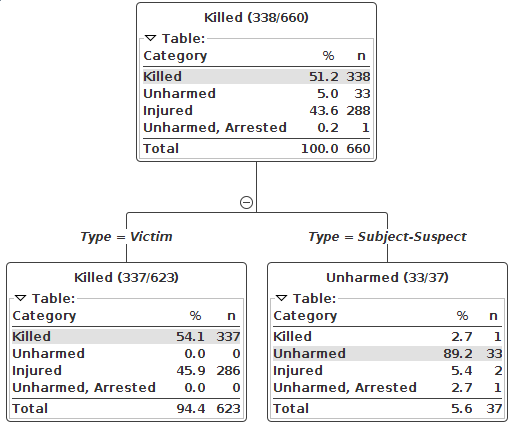 Killed (338/660)
Table:
Category % n
Killed 51.2 338
Unharmed 5.0 33
Injured 43.6 288
Unharmed, Arrested 0.2 1
Total 100.0 660
Type = Victim
Type = Subject-Suspect
Killed (337/623)
Table:
Category % n
Killed 54.1 337
Unharmed 0.0 0
Injured 45.9 286
Unharmed, Arrested 0.0 0
Total 94.4 623
Unharmed (33/37)
Table:
Category % n
Killed 2.7 1
Unharmed 89.2 33
Injured 5.4 2
Unharmed, Arrested 2.7 1
Total 5.6 37